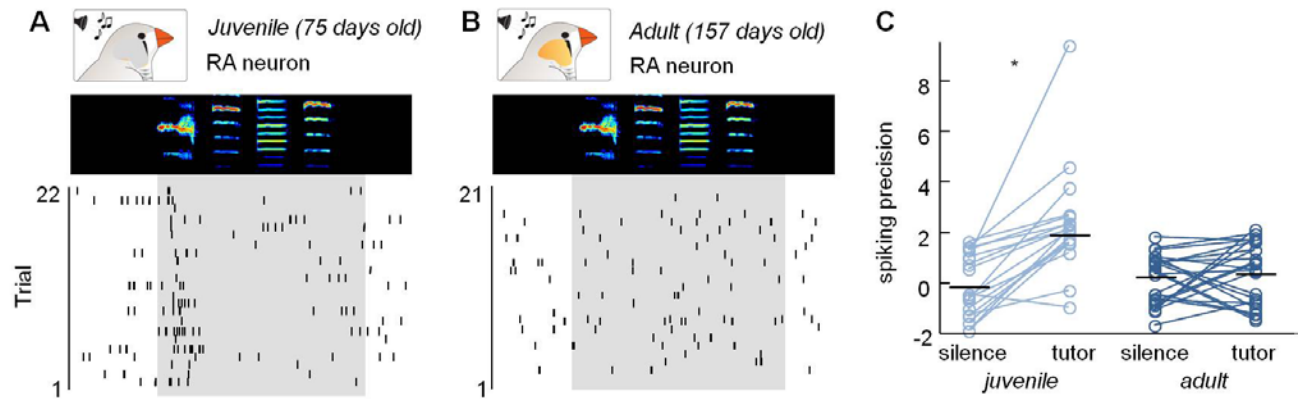 A
Juvenile (75 days old)
RA neuron
22
Trial
1
B
Adult (157 days old)
RA neuron
21
1
C
*
spiking precision
8
6
4
2
0
-2
silence tutor silence tutor
juvenile adult